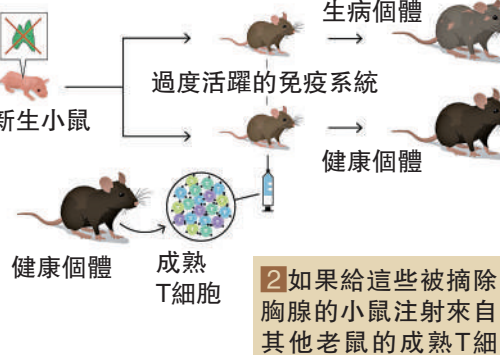 生病個體
過度活躍的免疫系統
新生小鼠
健康個體
健康個體
成熟
T細胞
2如果給這些被摘除
胸腺的小鼠注射來自
其他老鼠的成熟T細